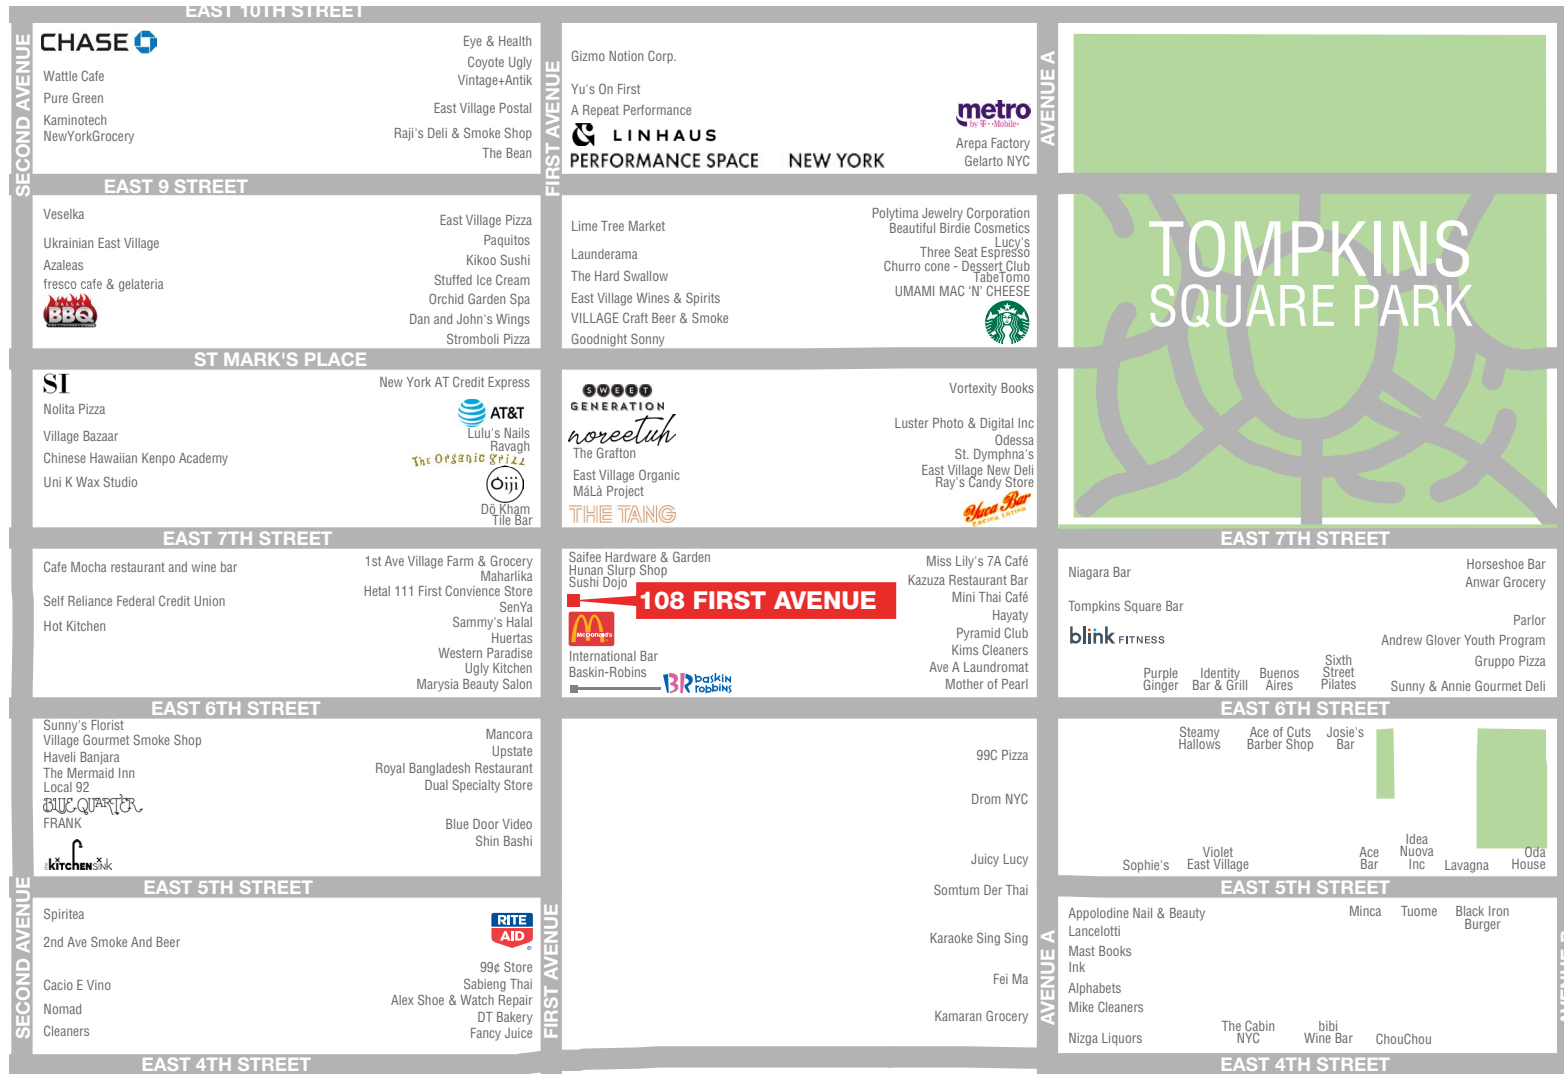 EAST 10TH STREET
SECOND AVENUE
CHASE
Wattle Cafe
Pure Green
Kaminotech
NewYorkGrocery
Eye & Health
Coyote Ugly
Vintage+Antik
East Village Postal
Raji's Deli & Smoke Shop
The Bean
FIRST AVENUE
Gizmo Notion Corp.
Yu's On First
A Repeat Performance
LINHAUS
PERFORMANCE SPACE NEW YORK
metro
by T-Mobile
Arepa Factory
Gelarto NYC
AVENUE A
EAST 9 STREET
Veselka
Ukrainian East Village
Azaleas
fresco cafe & gelateria
BBQ
East Village Pizza
Paquitos
Kikoo Sushi
Stuffed Ice Cream
Orchid Garden Spa
Dan and John's Wings
Stromboli Pizza
Lime Tree Market
Launderama
The Hard Swallow
East Village Wines & Spirits
VILLAGE Craft Beer & Smoke
Goodnight Sonny
Polytima Jewelry Corporation
Beautiful Birdie Cosmetics
Lucy's
Three Seat Espresso
Churro cone - Dessert Club
TabeTomo
UMAMI MAC 'N' CHEESE
TOMPKINS
SQUARE PARK
ST MARK'S PLACE
SI
Nolita Pizza
Village Bazaar
Chinese Hawaiian Kenpo Academy
Uni K Wax Studio
New York AT Credit Express
AT&T
Lulu's Nails
Ravagh
The Organic Grill
Oiji
Dö Kham
Tile Bar
SWEET
GENERATION
noreetuh
The Grafton
East Village Organic
MáLà Project
THE TANG
Vortexity Books
Luster Photo & Digital Inc
Odessa
St. Dymphna's
East Village New Deli
Ray's Candy Store
Yuca Bar
Cocina Latina
EAST 7TH STREET
EAST 7TH STREET
Cafe Mocha restaurant and wine bar
Self Reliance Federal Credit Union
Hot Kitchen
1st Ave Village Farm & Grocery
Maharlika
Hetal 111 First Convience Store
SenYa
Sammy's Halal
Huertas
Western Paradise
Ugly Kitchen
Marysia Beauty Salon
Saifee Hardware & Garden
Hunan Slurp Shop
Sushi Dojo
108 FIRST AVENUE
McDonald's
International Bar
Baskin-Robins
BR baskin
robbins
Miss Lily's 7A Café
Kazuza Restaurant Bar
Mini Thai Café
Hayaty
Pyramid Club
Kims Cleaners
Ave A Laundromat
Mother of Pearl
Niagara Bar
Tompkins Square Bar
blink FITNESS
Purple
Ginger
Identity
Bar & Grill
Buenos
Aires
Sixth
Street
Pilates
Horseshoe Bar
Anwar Grocery
Parlor
Andrew Glover Youth Program
Gruppo Pizza
Sunny & Annie Gourmet Deli
EAST 6TH STREET
EAST 6TH STREET
Sunny's Florist
Village Gourmet Smoke Shop
Haveli Banjara
The Mermaid Inn
Local 92
BLUE QUARTER
FRANK
KITCHEN SINK
Mancora
Upstate
Royal Bangladesh Restaurant
Dual Specialty Store
Blue Door Video
Shin Bashi
99C Pizza
Drom NYC
Juicy Lucy
Somtum Der Thai
Karaoke Sing Sing
Fei Ma
Kamaran Grocery
Steamy
Hallows
Ace of Cuts
Barber Shop
Josie's
Bar
Sophie's
Violet
East Village
Ace
Bar
Idea
Nuova
Inc
Lavagna
Oda
House
EAST 5TH STREET
EAST 5TH STREET
SECOND AVENUE
Spiritea
2nd Ave Smoke And Beer
Cacio E Vino
Nomad
Cleaners
RITE
AID
99¢ Store
Sabieng Thai
Alex Shoe & Watch Repair
DT Bakery
Fancy Juice
FIRST AVENUE
AVENUE A
Appolodine Nail & Beauty
Lancelotti
Mast Books
Ink
Alphabets
Mike Cleaners
Nizga Liquors
Minca
Tuome
Black Iron
Burger
The Cabin
NYC
bibi
Wine Bar
ChouChou
EAST 4TH STREET
EAST 4TH STREET